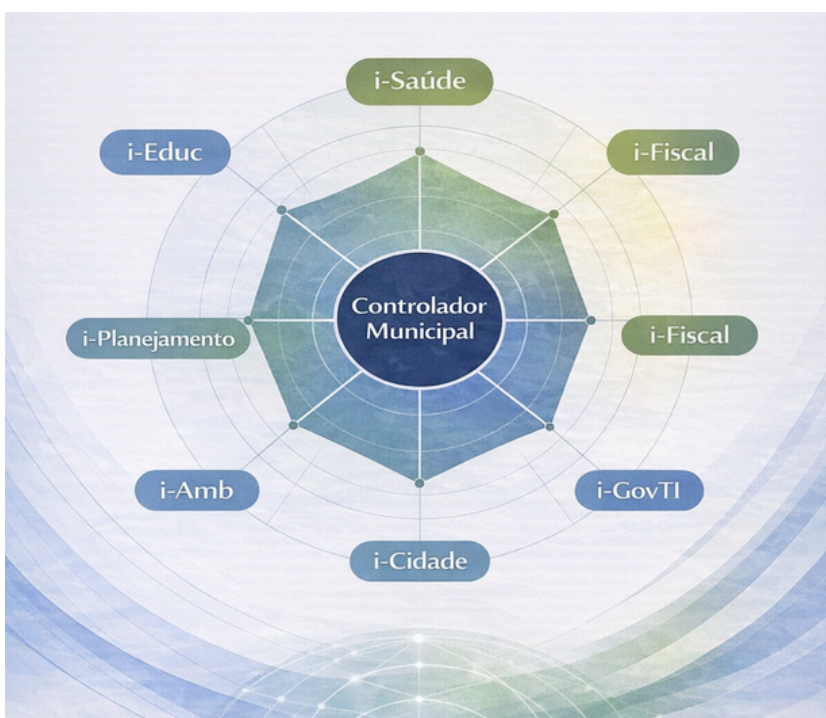 i-Saúde
i-Educ
i-Fiscal
Controlador
Municipal
i-Planejamento
i-Fiscal
i-Amb
i-GovTI
i-Cidade